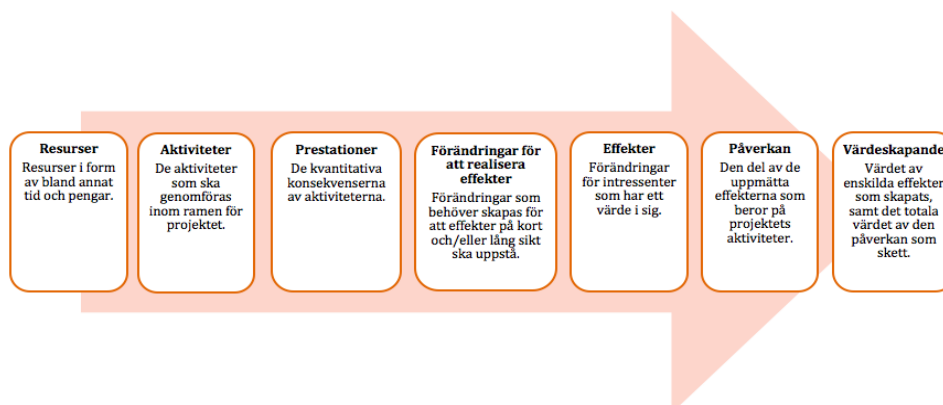 Resurser
Resurser i form
av bland annat
tid och pengar.
Aktiviteter
De aktiviteter
som ska
genomföras
inom ramen för
projektet.
Prestationer
De kvantitativa
konsekvenserna
av aktiviteterna.
Förändringar för
att realisera
effekter
Förändringar som
behöver skapas för
att effekter på kort
och/eller lång sikt
ska uppstå.
Effekter
Förändringar
för intressenter
som har ett
värde i sig.
Påverkan
Den del av de
uppmätta
effekterna som
beror på
projektets
aktiviteter.
Värdeskapande
Värdet av
enskilda effekter
som skapats,
samt det totala
värdet av den
påverkan som
skett.